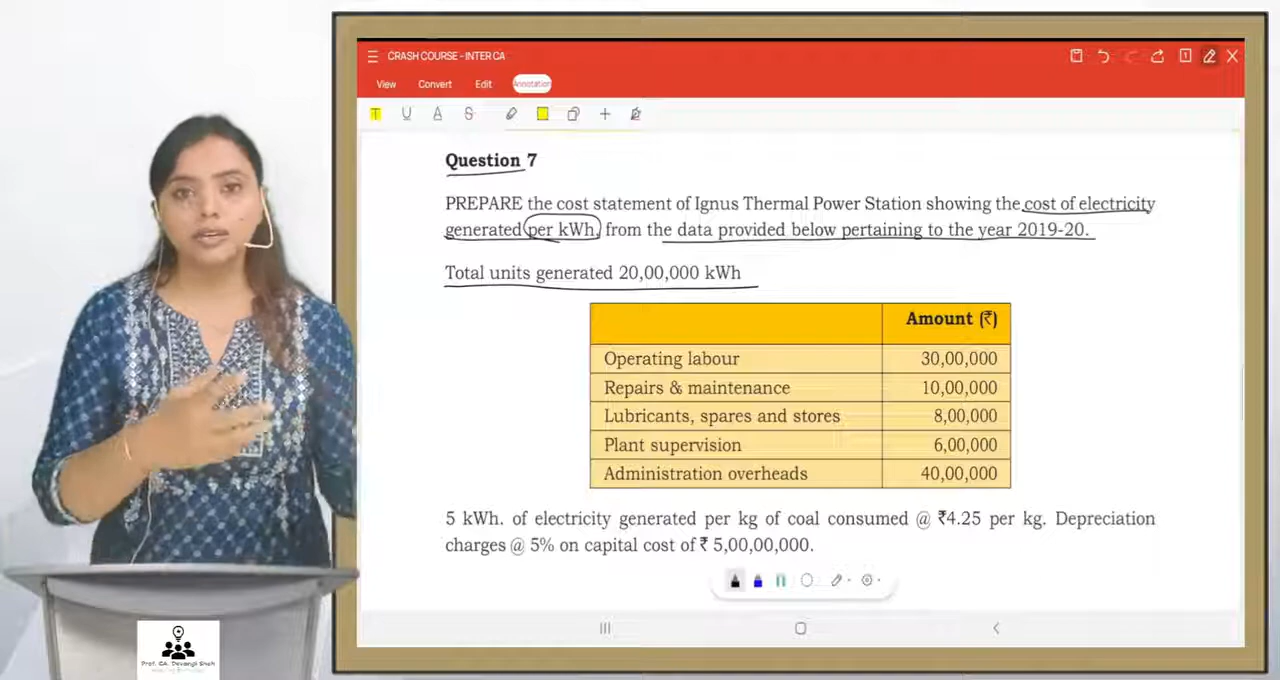 CRASH COURSE - INTER CA
View Convert Edit Annotation
T U A S
Question 7
PREPARE the cost statement of Ignus Thermal Power Station showing the cost of electricity
generated per kWh. from the data provided below pertaining to the year 2019-20.
Total units generated 20,00,000 kWh
Amount (₹)
Operating labour 30,00,000
Repairs & maintenance 10,00,000
Lubricants, spares and stores 8,00,000
Plant supervision 6,00,000
Administration overheads 40,00,000
5 kWh. of electricity generated per kg of coal consumed @ ₹4.25 per kg. Depreciation
charges @ 5% on capital cost of ₹ 5,00,00,000.
Prof. CA. Devangi Shah